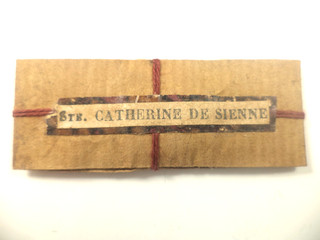 STE. CATHERINE DE SIENNE